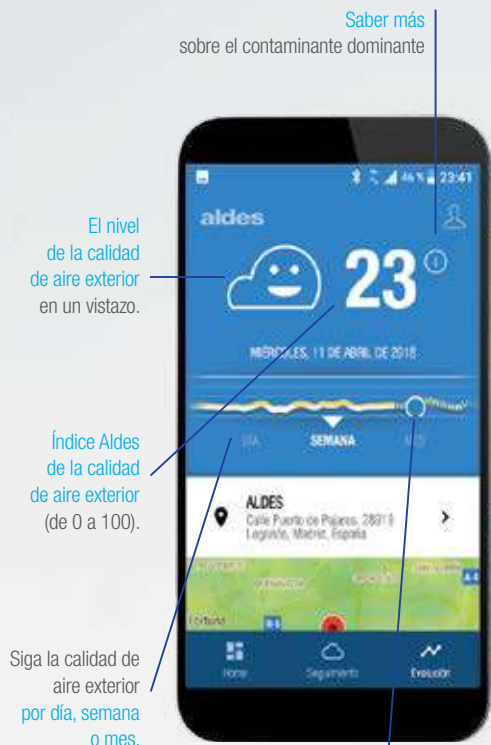 Saber más
sobre el contaminante dominante
46 % 23:41
aldes
El nivel
de la calidad
de aire exterior
en un vistazo.
23
i
MIÉRCOLES, 11 DE ABRIL DE 2018
Índice Aldes
de la calidad
de aire exterior
(de 0 a 100).
DÍA SEMANA MES
ALDES
Calle Puerto de Pajares, 28919
Leganés, Madrid, España
Siga la calidad de
aire exterior
por día, semana
o mes.
Home Seguimiento Evolución